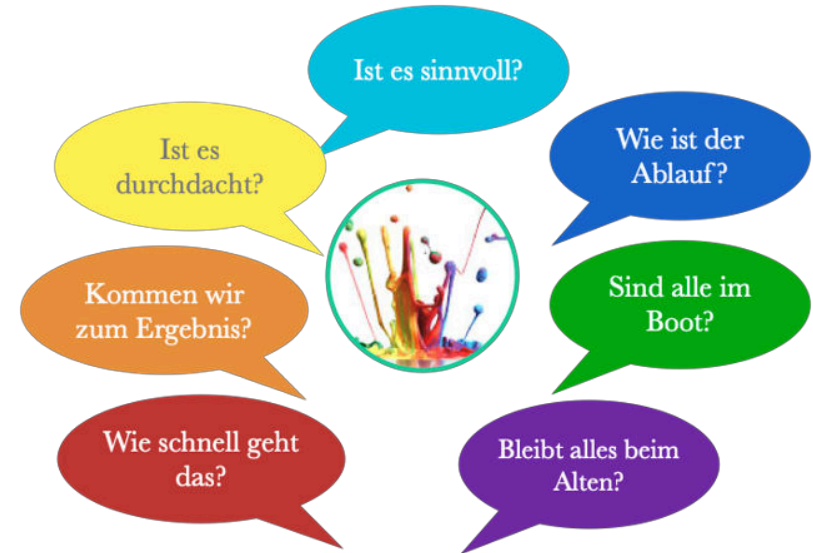 Ist es sinnvoll?
Ist es
durchdacht?
Wie ist der
Ablauf?
Kommen wir
zum Ergebnis?
Sind alle im
Boot?
Wie schnell geht
das?
Bleibt alles beim
Alten?